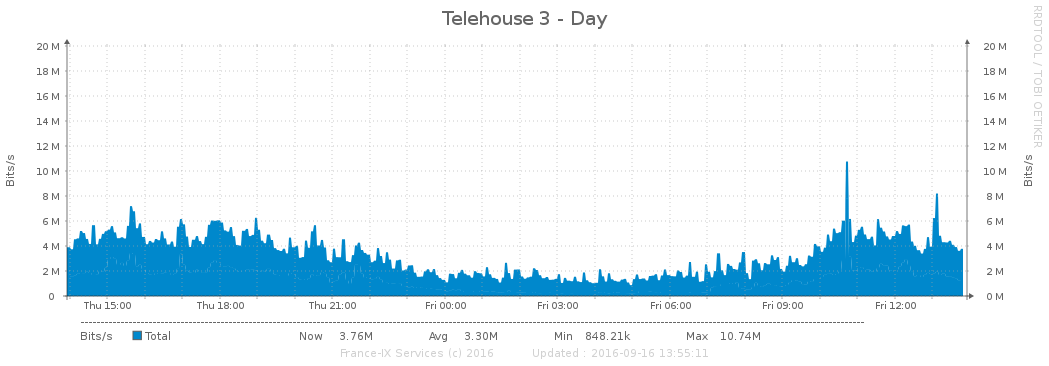 Telehouse 3 - Day
RRDTOOL / TOBI OETIKER
Bits/s
20 M 20 M
18 M 18 M
16 M 16 M
14 M 14 M
12 M 12 M
10 M 10 M
8 M 8 M
6 M 6 M
4 M 4 M
2 M 2 M
0 0 M
Bits/s
Thu 15:00 Thu 18:00 Thu 21:00 Fri 00:00 Fri 03:00 Fri 06:00 Fri 09:00 Fri 12:00
Bits/s Total Now 3.76M Avg 3.30M Min 848.21k Max 10.74M
France-IX Services (c) 2016 Updated : 2016-09-16 13:55:11